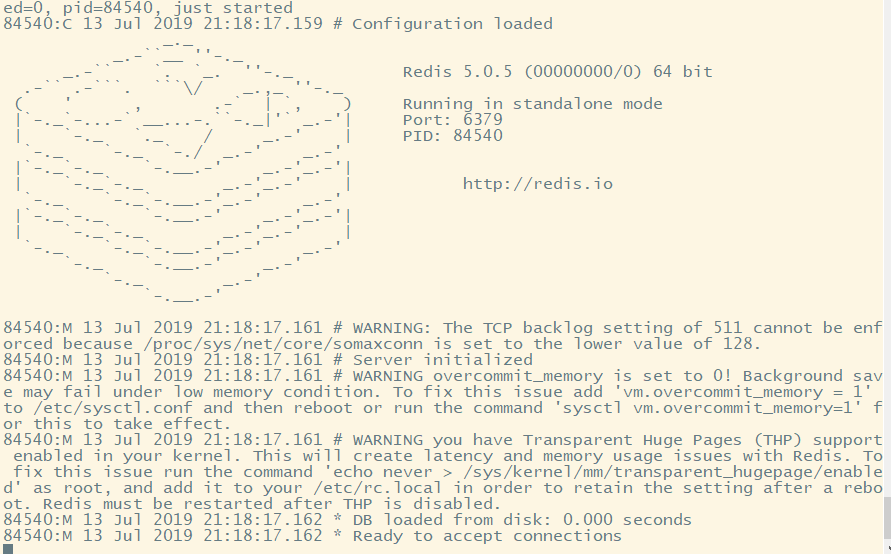 ed=0, pid=84540, just started
84540:C 13 Jul 2019 21:18:17.159 # Configuration loaded
Redis 5.0.5 (00000000/0) 64 bit
Running in standalone mode
Port: 6379
PID: 84540
http://redis.io
84540:M 13 Jul 2019 21:18:17.161 # WARNING: The TCP backlog setting of 511 cannot be enf
orced because /proc/sys/net/core/somaxconn is set to the lower value of 128.
84540:M 13 Jul 2019 21:18:17.161 # Server initialized
84540:M 13 Jul 2019 21:18:17.161 # WARNING overcommit_memory is set to 0! Background sav
e may fail under low memory condition. To fix this issue add 'vm.overcommit_memory = 1'
to /etc/sysctl.conf and then reboot or run the command 'sysctl vm.overcommit_memory=1' f
or this to take effect.
84540:M 13 Jul 2019 21:18:17.161 # WARNING you have Transparent Huge Pages (THP) support
 enabled in your kernel. This will create latency and memory usage issues with Redis. To
 fix this issue run the command 'echo never > /sys/kernel/mm/transparent_hugepage/enable
d' as root, and add it to your /etc/rc.local in order to retain the setting after a rebo
ot. Redis must be restarted after THP is disabled.
84540:M 13 Jul 2019 21:18:17.162 * DB loaded from disk: 0.000 seconds
84540:M 13 Jul 2019 21:18:17.162 * Ready to accept connections